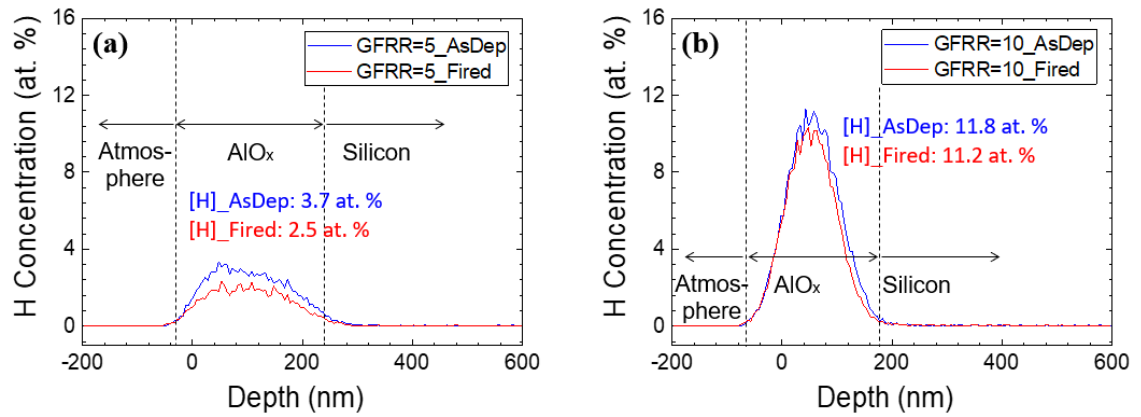 (a)
GFRR=5_AsDep
GFRR=5_Fired
H Concentration (at. %)
16
12
8
4
0
Atmos-
phere
AlOx
Silicon
[H]_AsDep: 3.7 at. %
[H]_Fired: 2.5 at. %
-200
0
200
400
600
Depth (nm)
(b)
GFRR=10_AsDep
GFRR=10_Fired
H Concentration (at. %)
16
12
8
4
0
[H]_AsDep: 11.8 at. %
[H]_Fired: 11.2 at. %
Atmos-
phere
AlOx
Silicon
-200
0
200
400
600
Depth (nm)